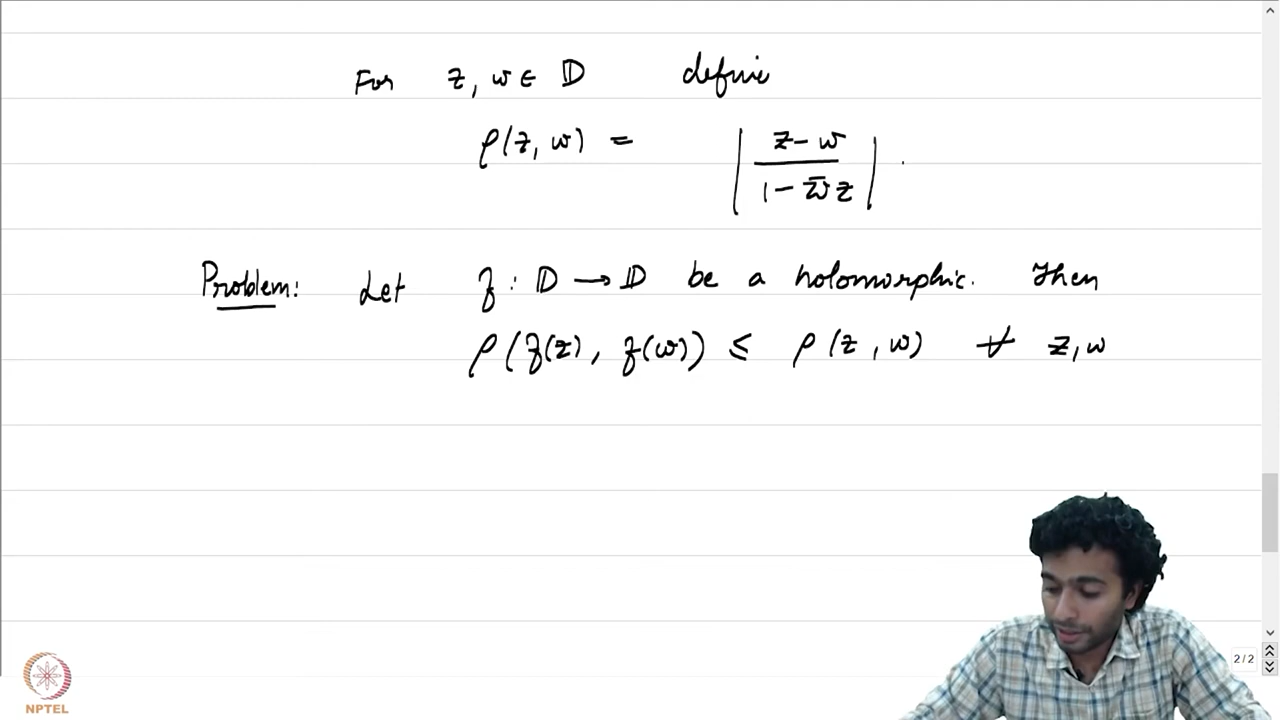 For z, w ∈ 𝔻 define
ρ(z, w) = | z - w / 1 - w̄ z | .
Problem: Let f : 𝔻 → 𝔻 be a holomorphic. Then
ρ(f(z), f(w)) ≤ ρ(z, w) ∀ z, w
2/2
NPTEL